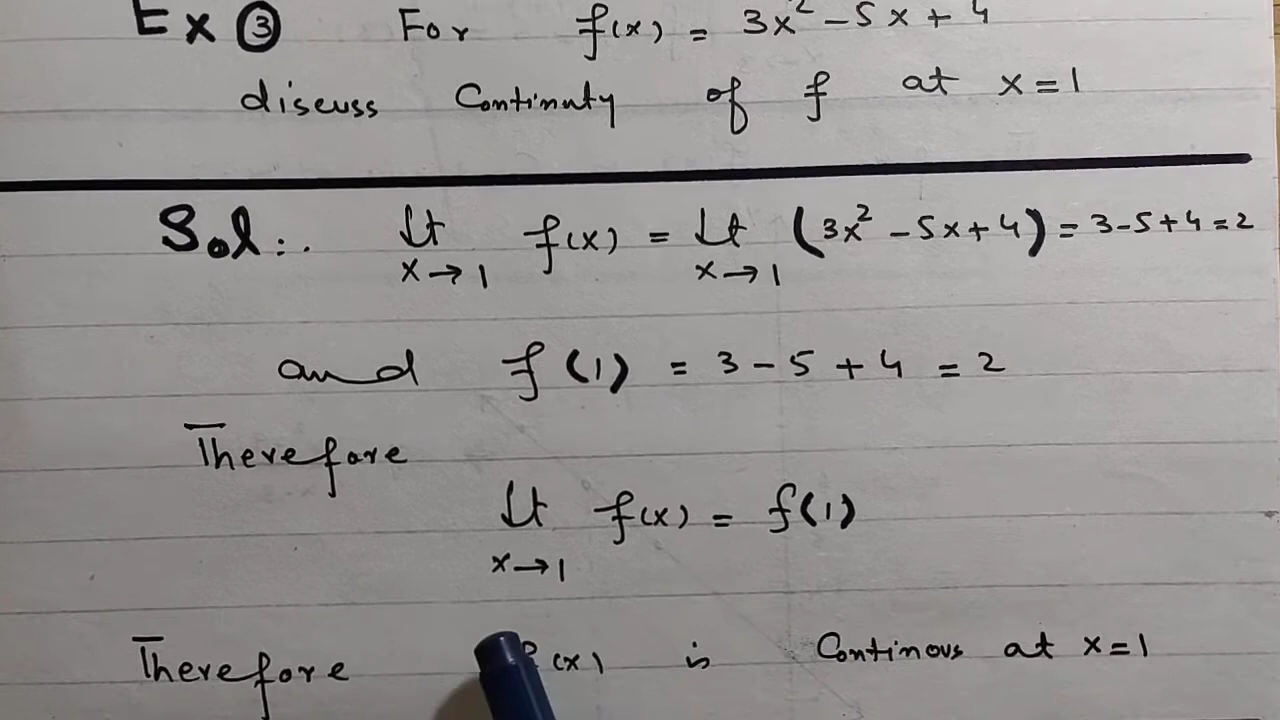 Ex ③ For f(x) = 3x² - 5x + 4
discuss Continuty of f at x = 1
Sol:. Lt f(x) = Lt (3x² - 5x + 4) = 3 - 5 + 4 = 2
x → 1 x → 1
and f(1) = 3 - 5 + 4 = 2
Therefore
Lt f(x) = f(1)
x → 1
Therefore f(x) is Continous at x = 1